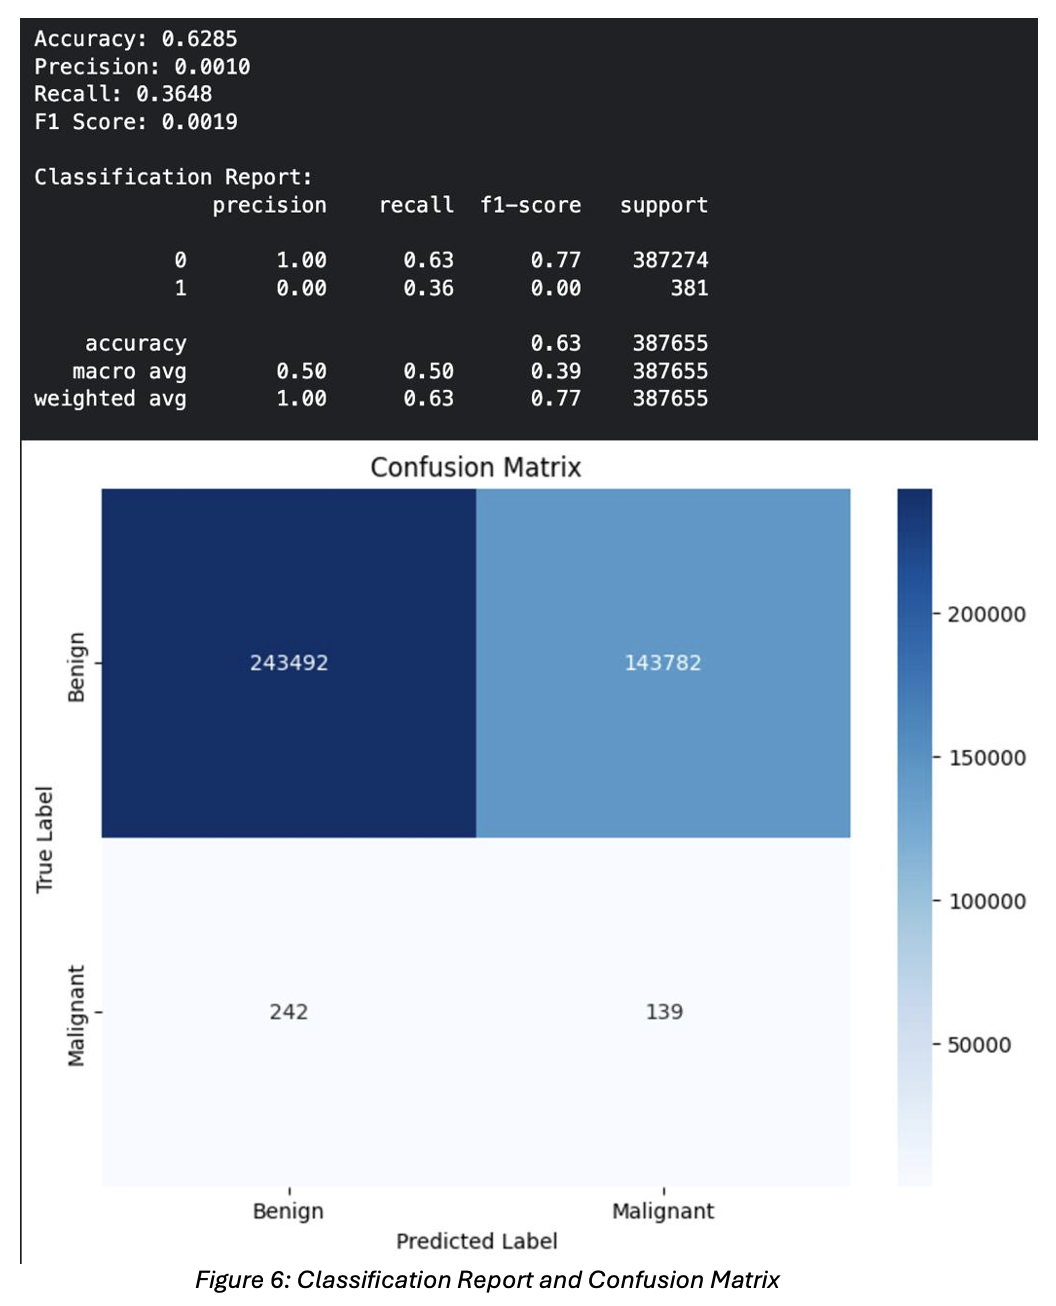 Accuracy: 0.6285
Precision: 0.0010
Recall: 0.3648
F1 Score: 0.0019
Classification Report:
precision recall f1-score support
0 1.00 0.63 0.77 387274
1 0.00 0.36 0.00 381
accuracy 0.63 387655
macro avg 0.50 0.50 0.39 387655
weighted avg 1.00 0.63 0.77 387655
Confusion Matrix
200000
Benign
243492 143782
150000
True Label
100000
Malignant
242 139
50000
Benign Malignant
Predicted Label
Figure 6: Classification Report and Confusion Matrix